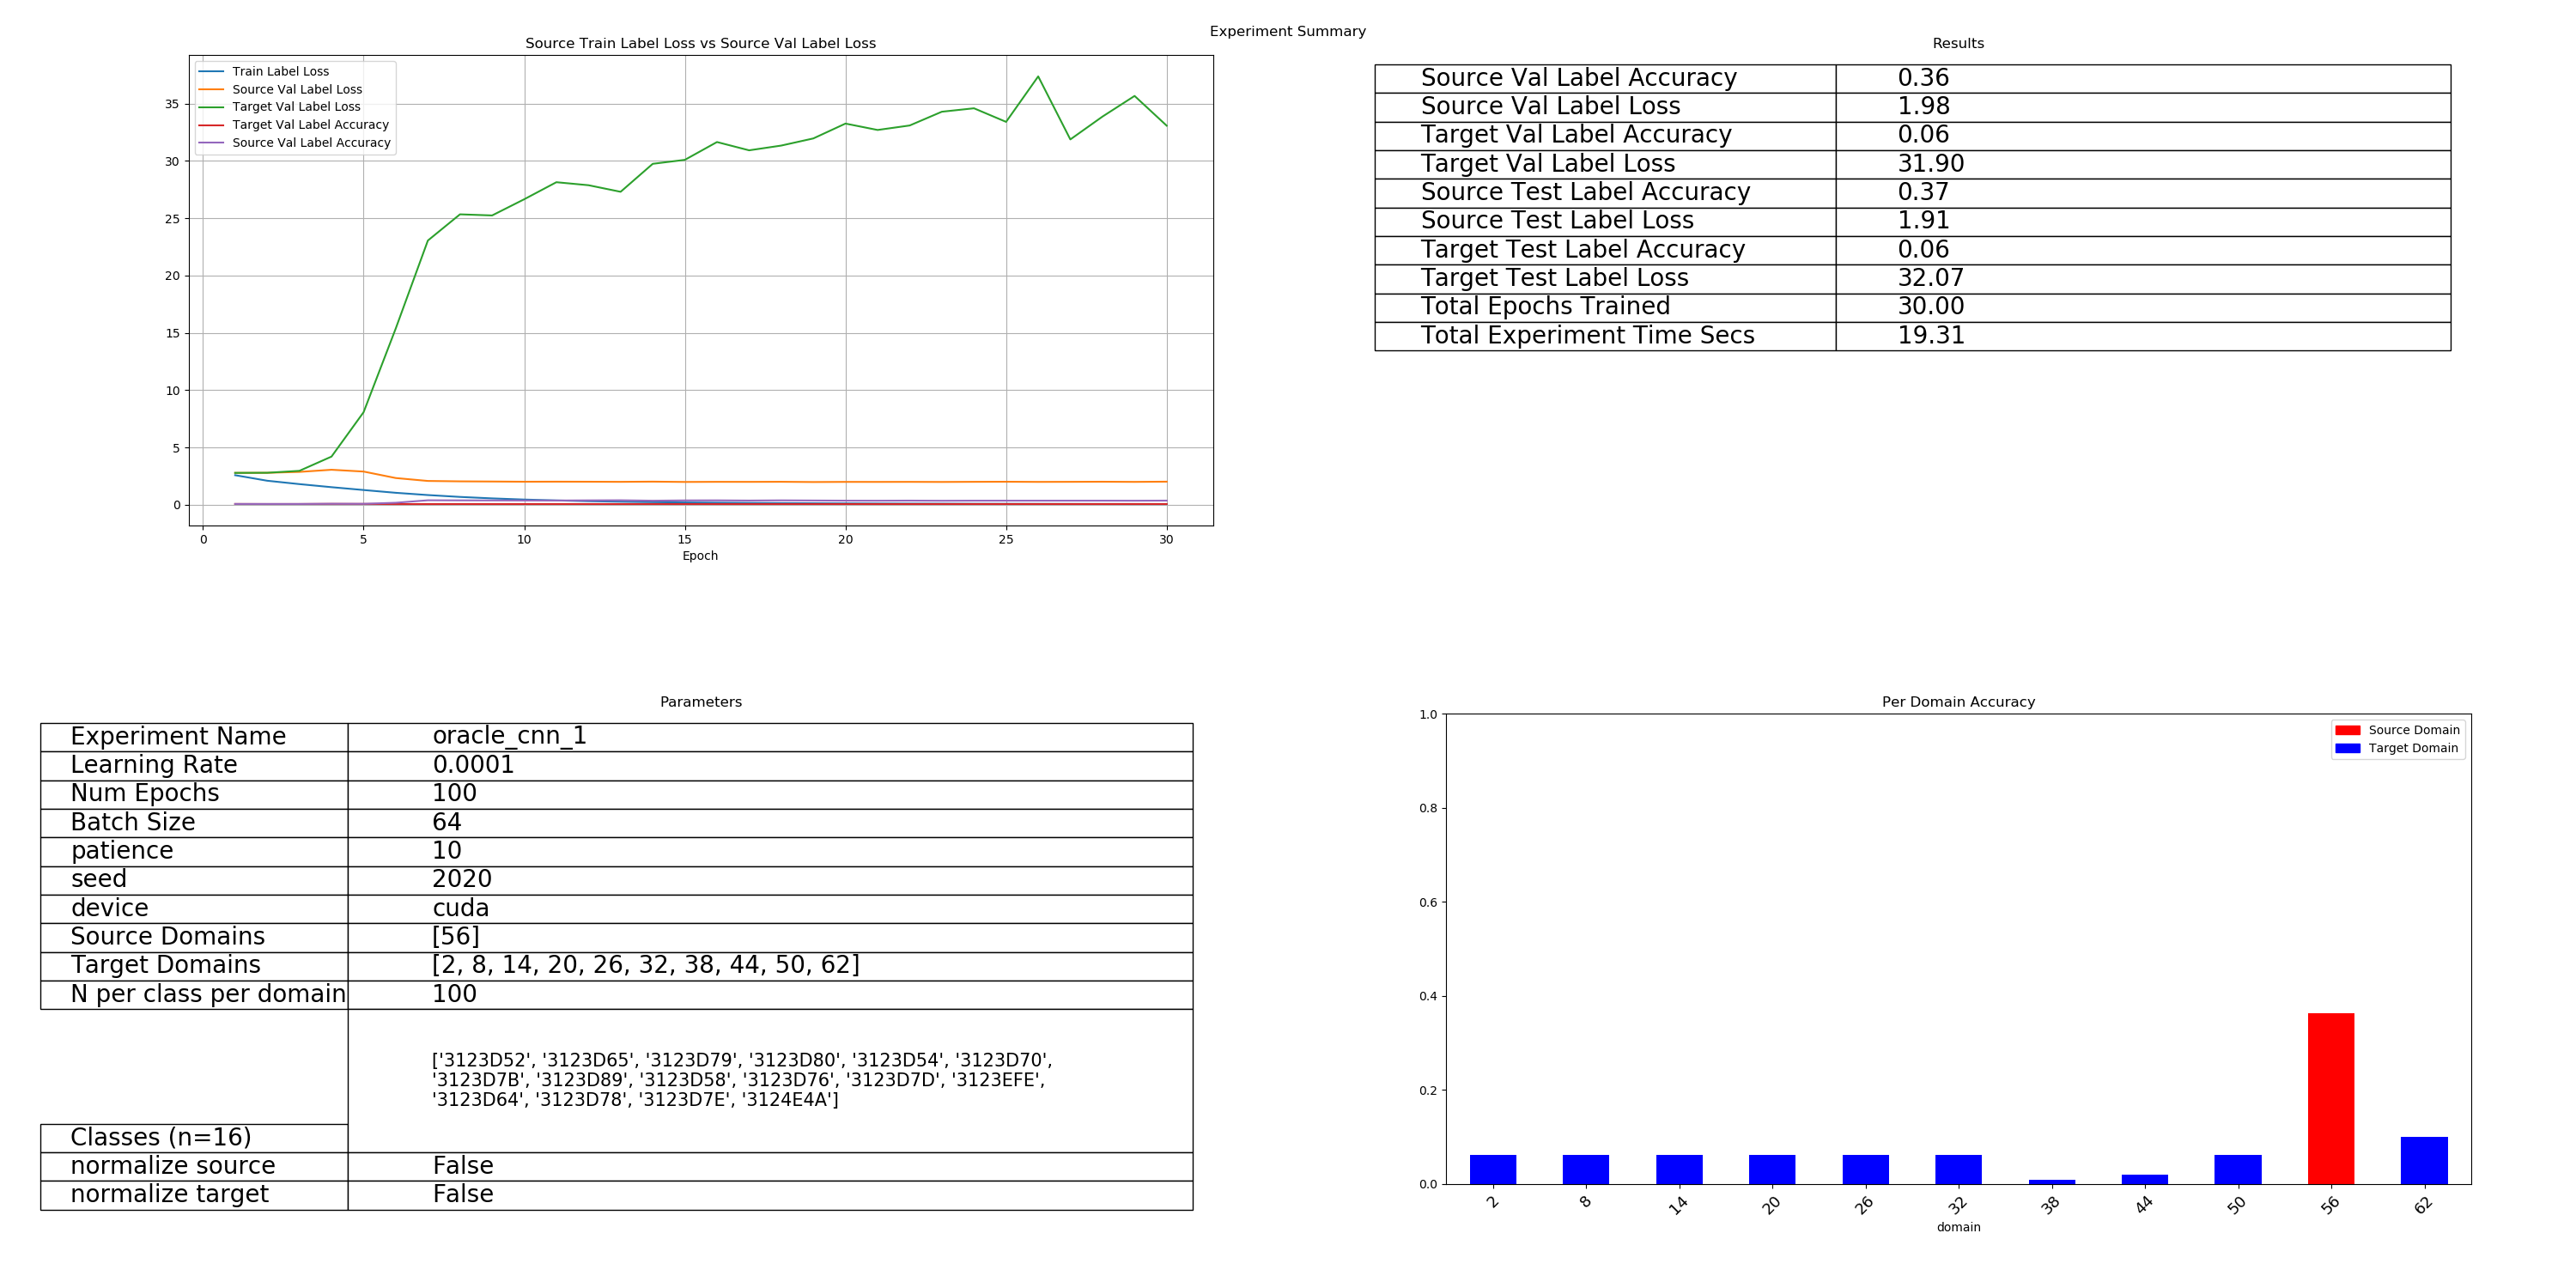 Experiment Summary
Source Train Label Loss vs Source Val Label Loss
Train Label Loss
Source Val Label Loss
Target Val Label Loss
Target Val Label Accuracy
Source Val Label Accuracy
35
30
25
20
15
10
5
0
0 5 10 15 20 25 30
Epoch
Results
Source Val Label Accuracy 0.36
Source Val Label Loss 1.98
Target Val Label Accuracy 0.06
Target Val Label Loss 31.90
Source Test Label Accuracy 0.37
Source Test Label Loss 1.91
Target Test Label Accuracy 0.06
Target Test Label Loss 32.07
Total Epochs Trained 30.00
Total Experiment Time Secs 19.31
Parameters
Experiment Name oracle_cnn_1
Learning Rate 0.0001
Num Epochs 100
Batch Size 64
patience 10
seed 2020
device cuda
Source Domains [56]
Target Domains [2, 8, 14, 20, 26, 32, 38, 44, 50, 62]
N per class per domain 100
['3123D52', '3123D65', '3123D79', '3123D80', '3123D54', '3123D70',
'3123D7B', '3123D89', '3123D58', '3123D76', '3123D7D', '3123EFE',
'3123D64', '3123D78', '3123D7E', '3124E4A']
Classes (n=16)
normalize source False
normalize target False
Per Domain Accuracy
Source Domain
Target Domain
1.0
0.8
0.6
0.4
0.2
0.0
2 8 14 20 26 32 38 44 50 56 62
domain